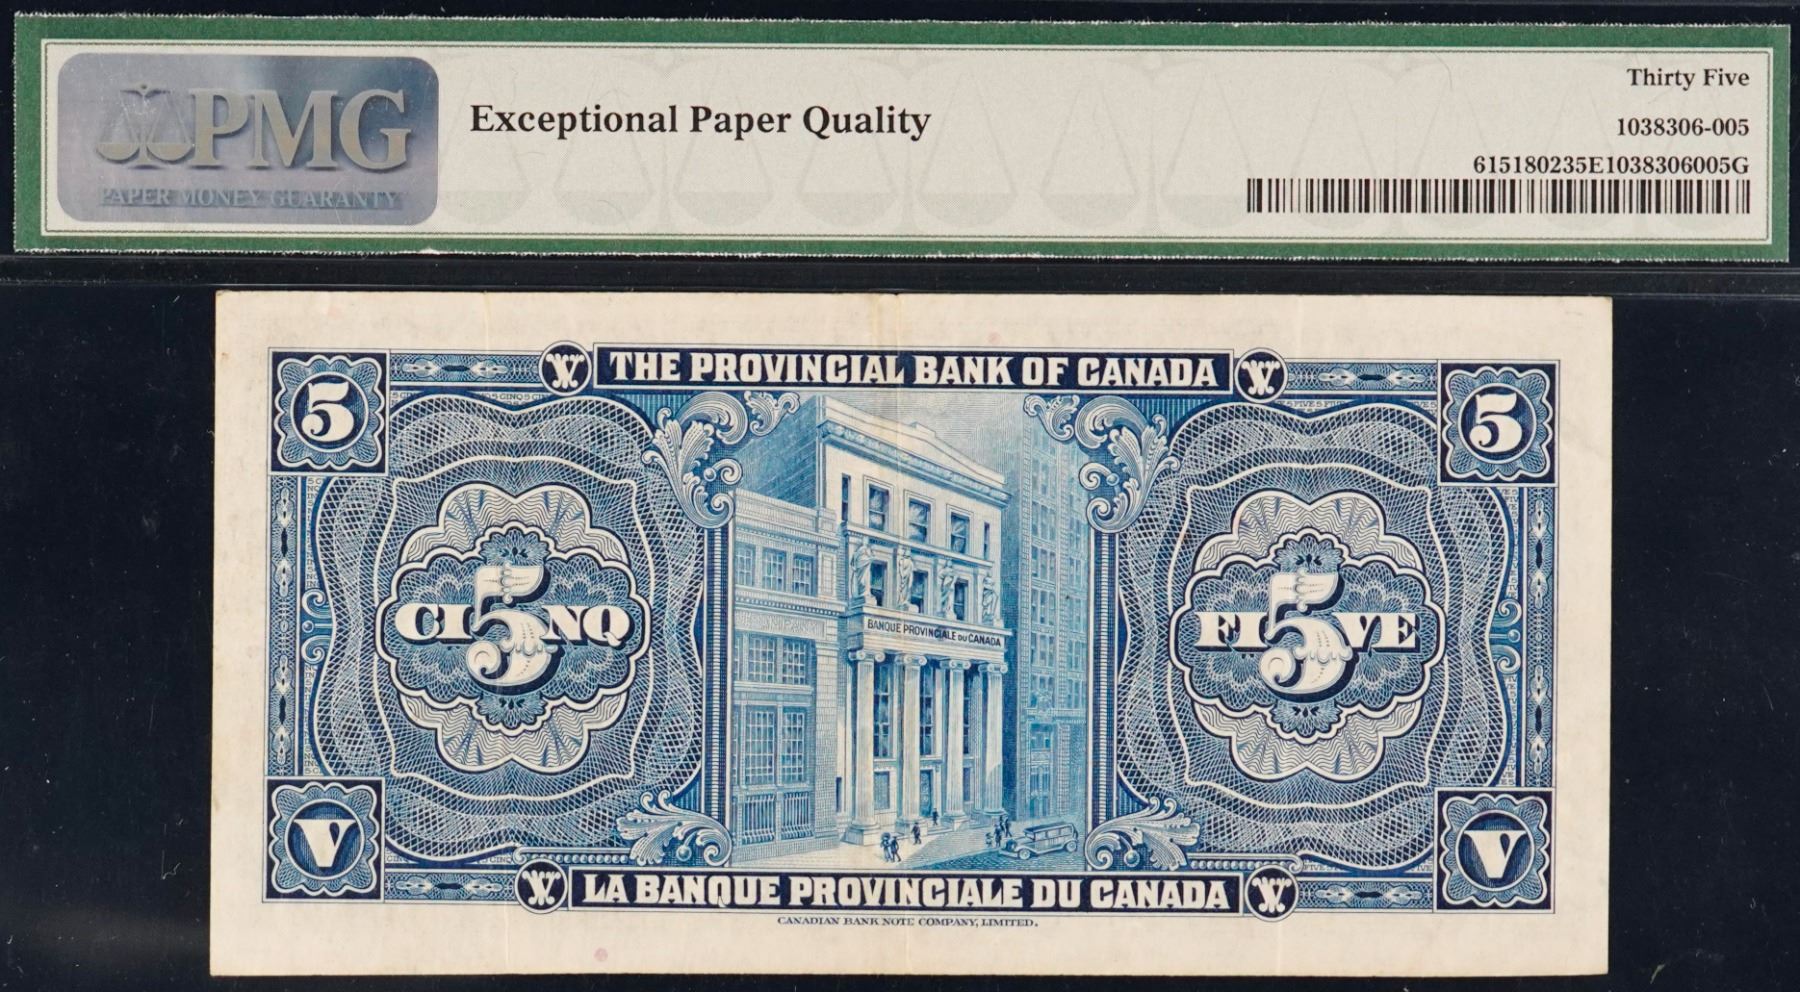 PMG
PAPER MONEY GUARANTY
Exceptional Paper Quality
Thirty Five
1038306-005
615180235E1038306005G
5
THE PROVINCIAL BANK OF CANADA
5
BANQUE PROVINCIALE DU CANADA
CI5NQ
FI5VE
V
LA BANQUE PROVINCIALE DU CANADA
V
CANADIAN BANK NOTE COMPANY, LIMITED.